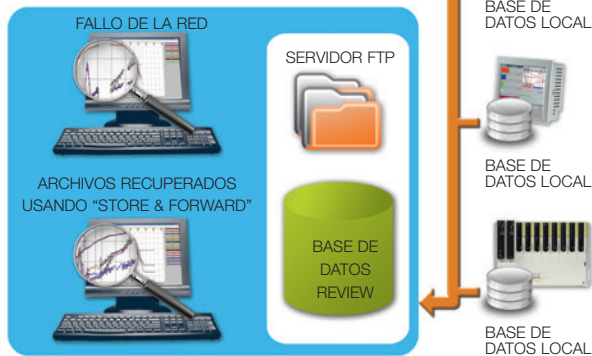 FALLO DE LA RED
ARCHIVOS RECUPERADOS
USANDO “STORE & FORWARD”
SERVIDOR FTP
BASE DE
DATOS
REVIEW
BASE DE
DATOS LOCAL
BASE DE
DATOS LOCAL
BASE DE
DATOS LOCAL